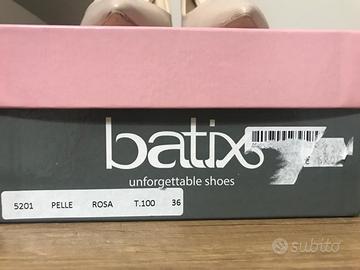 batix
unforgettable shoes
5201 PELLE ROSA T.100 36
subito